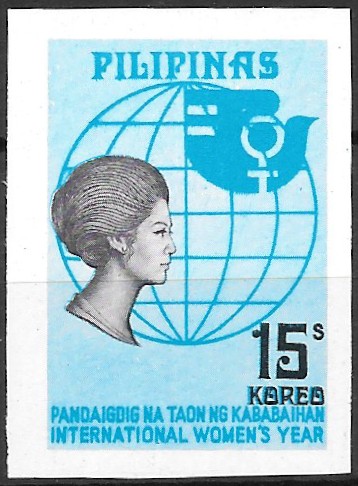 PILIPINAS
15s
KOREO
PANDAIGDIG NA TAON NG KABABAIHAN
INTERNATIONAL WOMEN'S YEAR